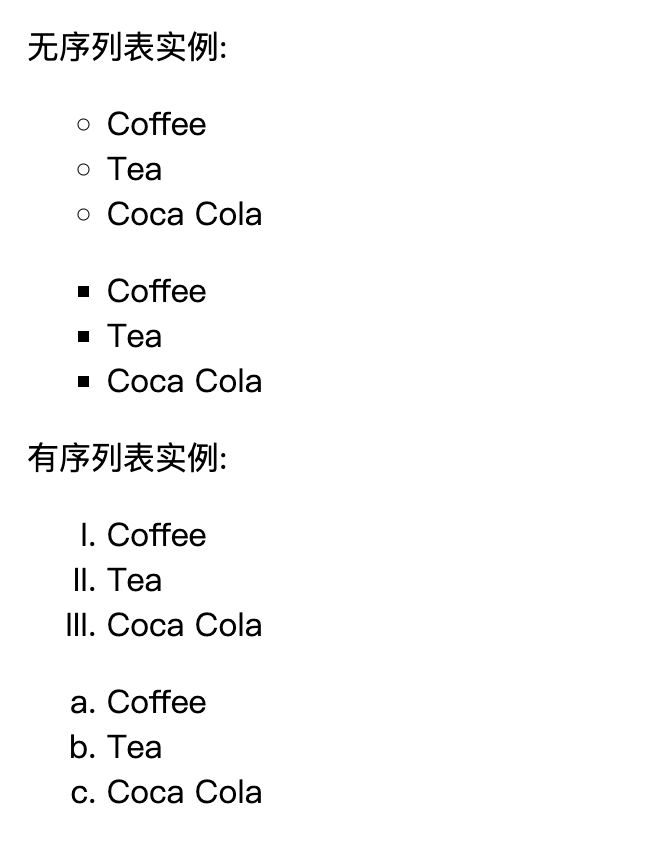 无序列表实例:
○ Coffee
○ Tea
○ Coca Cola
■ Coffee
■ Tea
■ Coca Cola
有序列表实例:
I. Coffee
II. Tea
III. Coca Cola
a. Coffee
b. Tea
c. Coca Cola